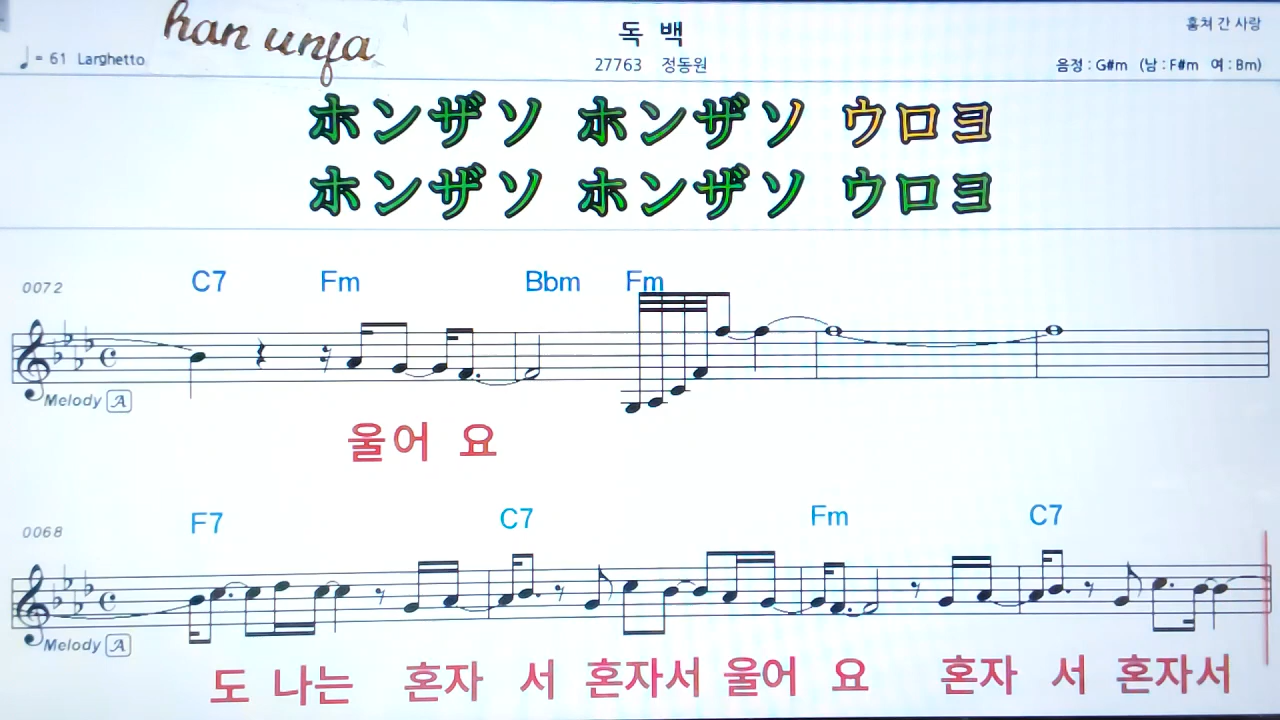 han unfa
독 백
훔쳐 간 사랑
♩= 61 Larghetto
27763 정동원
음정 : G#m (남 : F#m 여 : Bm)
ホンザソ ホンザソ ウロヨ
ホンザソ ホンザソ ウロヨ
0072
C7 Fm Bbm Fm
Melody A
울어 요
0068
F7 C7 Fm C7
Melody A
도 나는 혼자 서 혼자서 울어 요 혼자 서 혼자서